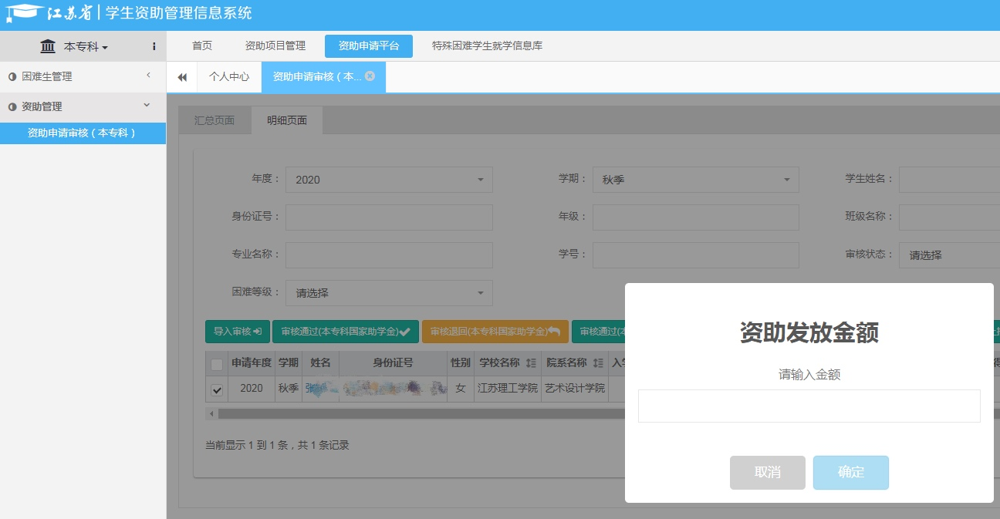 江苏省 | 学生资助管理信息系统
本专科
首页 资助项目管理 资助申请平台 特殊困难学生就学信息库
困难生管理
个人中心 资助申请审核（本...
资助管理
资助申请审核（本专科）
汇总页面 明细页面
年度： 2020 学期： 秋季 学生姓名：
身份证号： 年级： 班级名称：
专业名称： 学号： 审核状态： 请选择
困难等级： 请选择
导入审核 审核通过(本专科国家助学金) 审核退回(本专科国家助学金) 审核通过(本
申请年度 学期 姓名 身份证号 性别 学校名称 院系名称 入学
2020 秋季 张 女 江苏理工学院 艺术设计学院
当前显示 1 到 1 条，共 1 条记录
资助发放金额
请输入金额
取消 确定